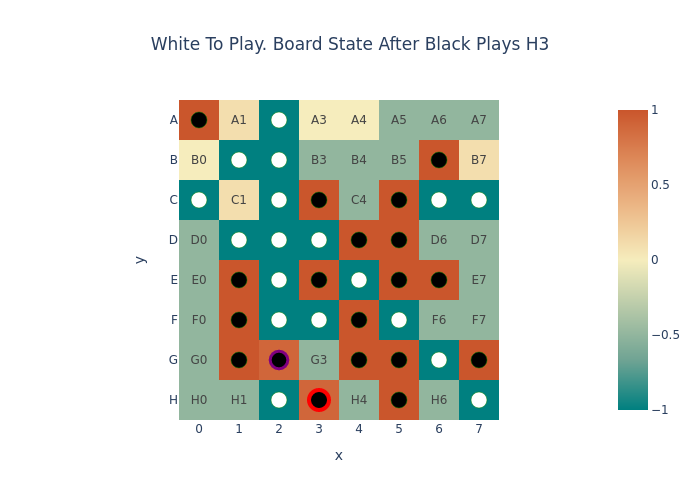 White To Play. Board State After Black Plays H3
A A1 A3 A4 A5 A6 A7
B B0 B3 B4 B5 B7
C C1 C4
D D0 D6 D7
E E0 E7
F F0 F6 F7
G G0 G3
H H0 H1 H4 H6
0 1 2 3 4 5 6 7
x
y
1
0.5
0
−0.5
−1